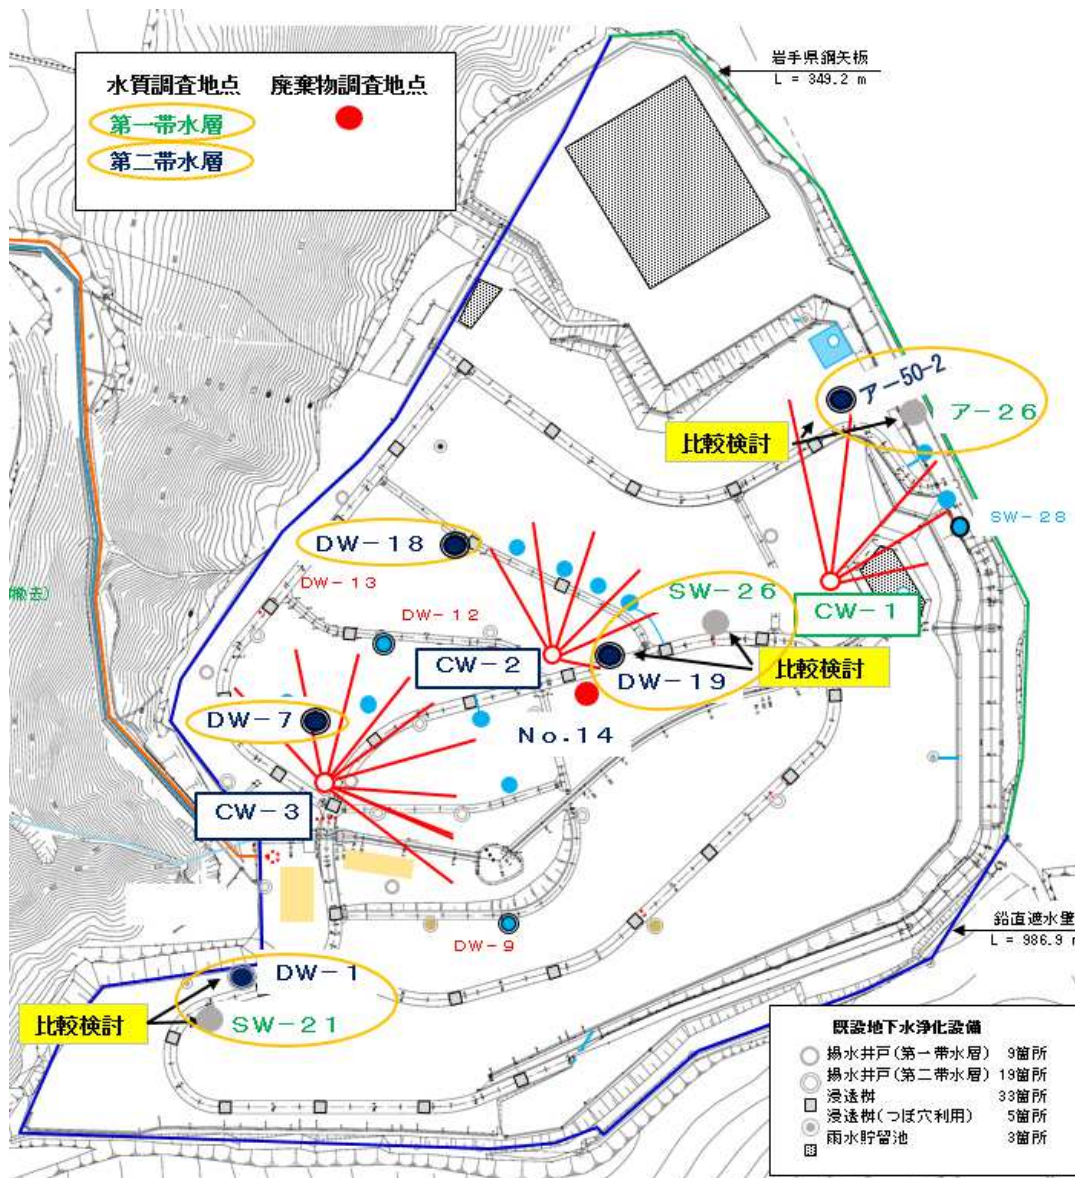 水質調査地点 廃棄物調査地点
第一帯水層
第二帯水層
岩手県鋼矢板
L = 349.2 m
ア-50-2
ア-26
比較検討
SW-28
DW-18
DW-13
SW-26
DW-12
CW-1
CW-2
比較検討
DW-19
DW-7
No.14
CW-3
撤去)
鉛直遮水壁
L = 986.9 m
DW-9
DW-1
比較検討
SW-21
既設地下水浄化設備
揚水井戸(第一帯水層) 9箇所
揚水井戸(第二帯水層) 19箇所
浸透桝 33箇所
浸透桝(つぼ穴利用) 5箇所
雨水貯留池 3箇所